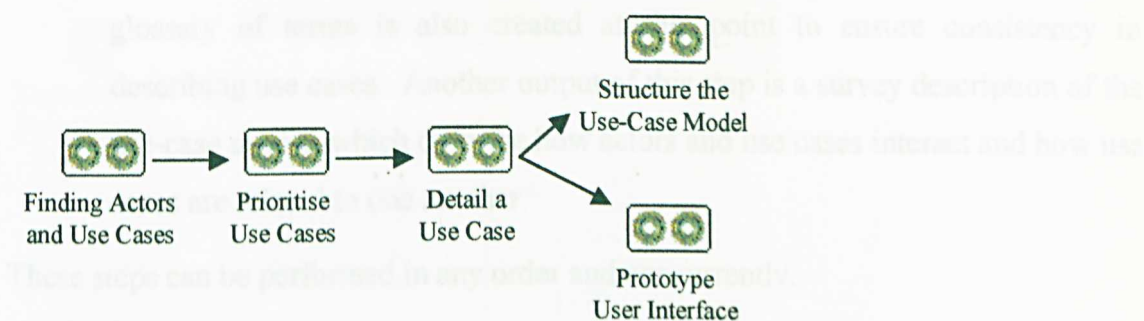 glossary of terms is also created at point to ensure consistency in
describing use cases. Another output of this step is a survey description of the
which actors and use cases interact and how use
are
Structure the
Use-Case Model
Finding Actors
and Use Cases
Prioritise
Use Cases
Detail a
Use Case
These steps can be performed in any order and
Prototype
User Interface